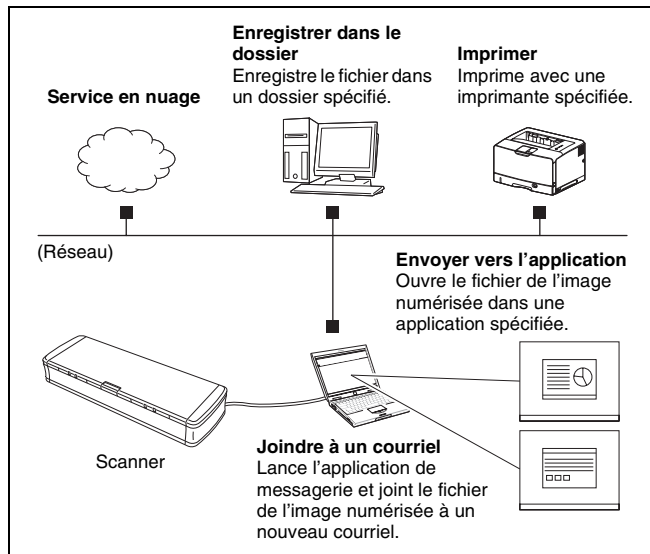 Service en nuage
Enregistrer dans le
dossier
Enregistre le fichier dans
un dossier spécifié.
Imprimer
Imprime avec une
imprimante spécifiée.
(Réseau)
Envoyer vers l’application
Ouvre le fichier de l’image
numérisée dans une
application spécifiée.
Scanner
Joindre à un courriel
Lance l’application de
messagerie et joint le fichier
de l’image numérisée à un
nouveau courriel.